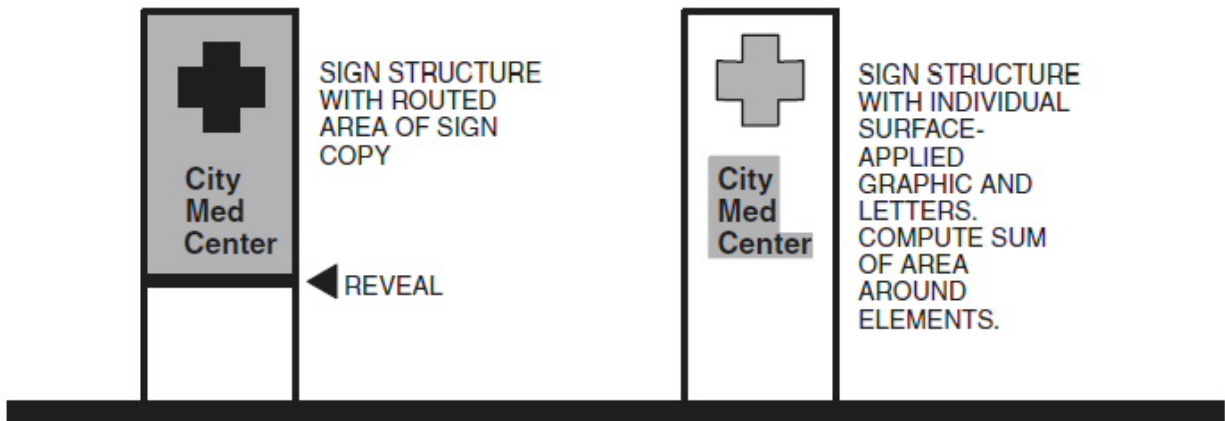 City
Med
Center
SIGN STRUCTURE
WITH ROUTED
AREA OF SIGN
COPY
REVEAL
City
Med
Center
SIGN STRUCTURE
WITH INDIVIDUAL
SURFACE-
APPLIED
GRAPHIC AND
LETTERS.
COMPUTE SUM
OF AREA
AROUND
ELEMENTS.